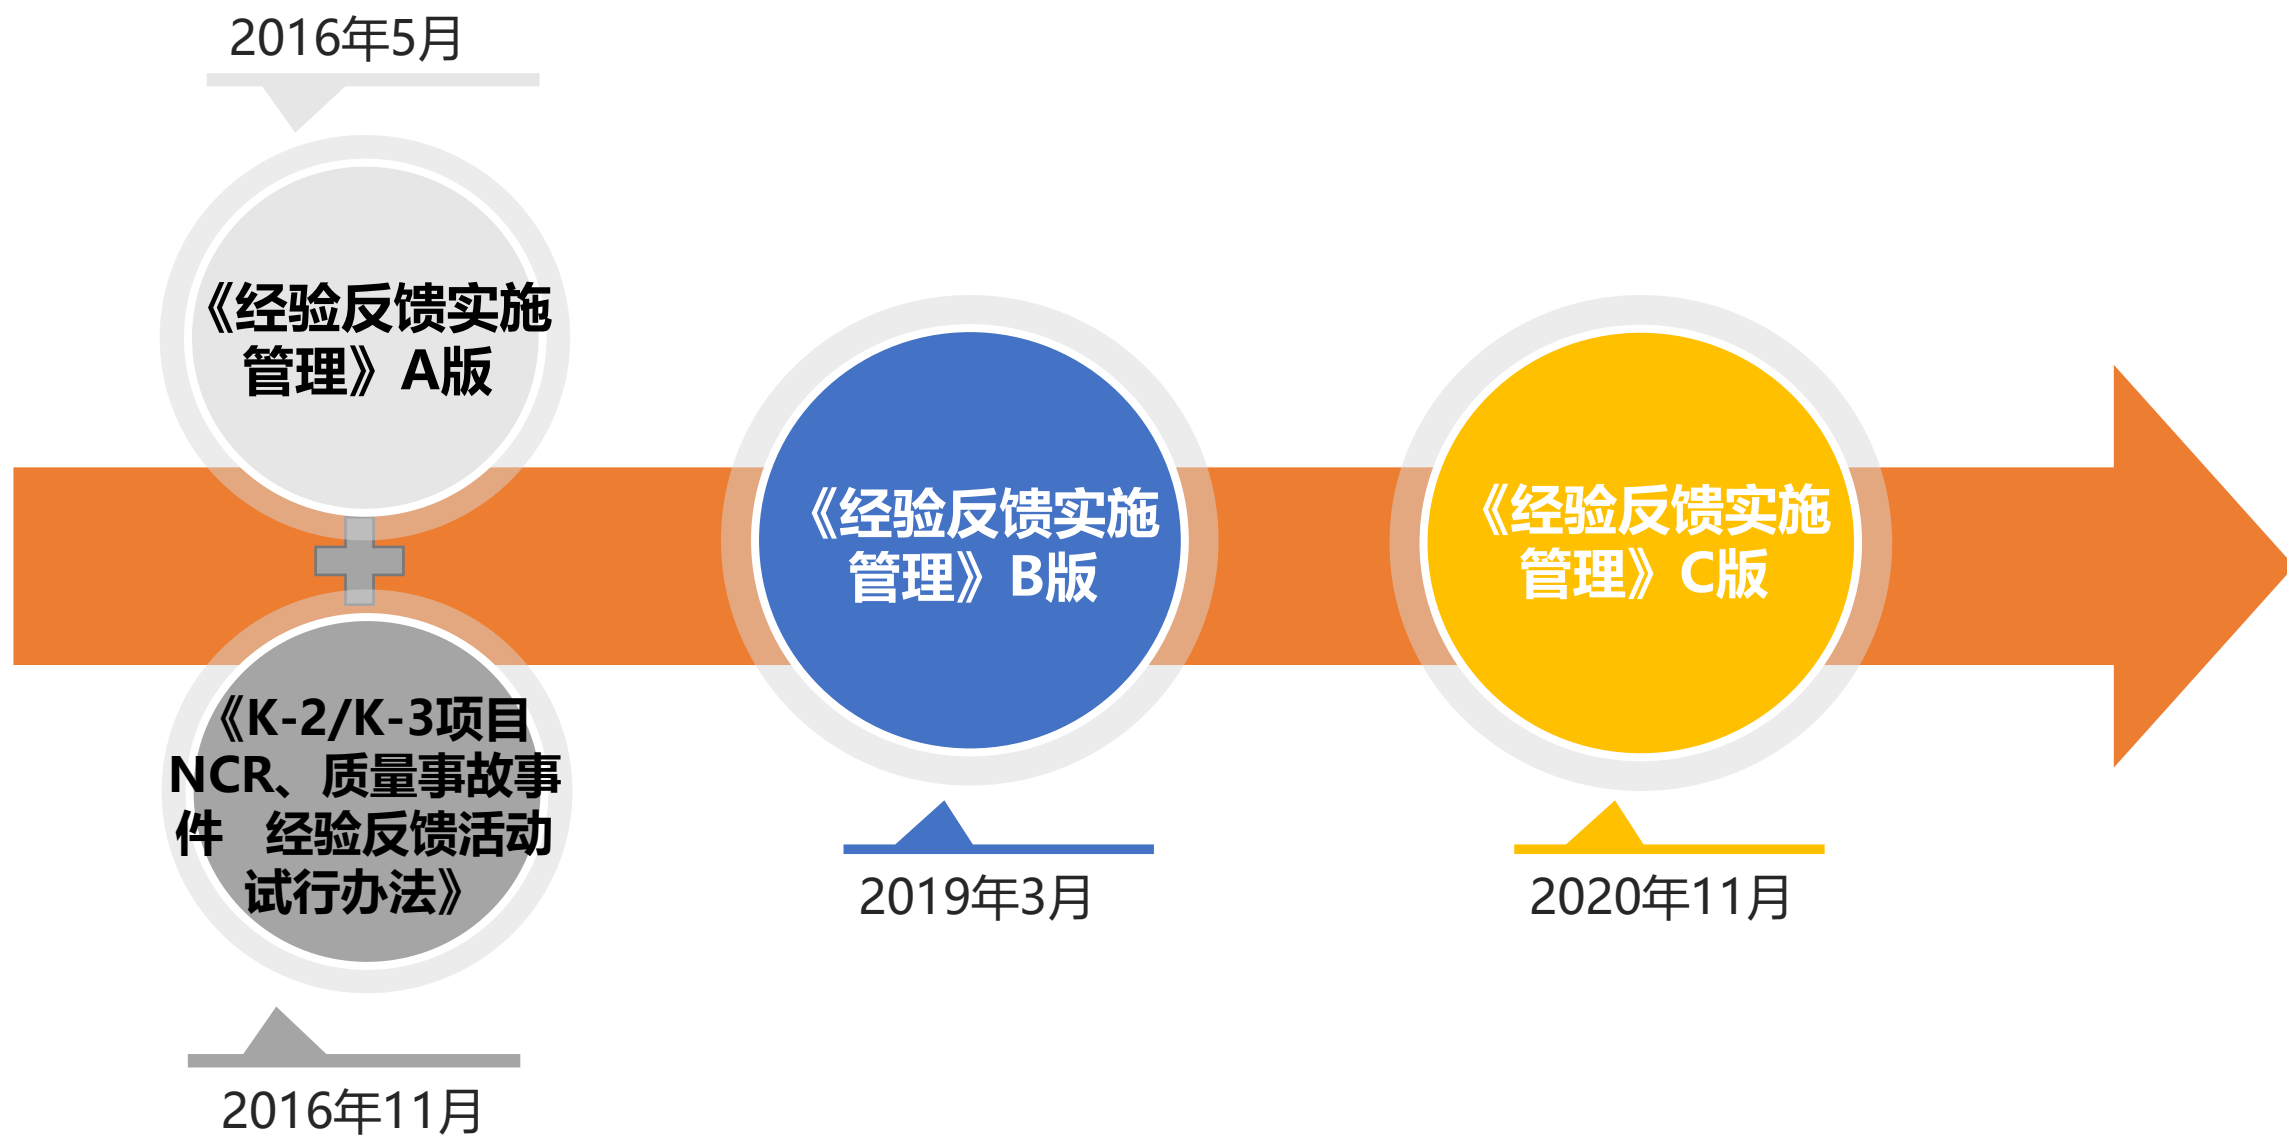 2016年5月
《经验反馈实施
管理》A版
《K-2/K-3项目
NCR、质量事故事
件 经验反馈活动
试行办法》
2016年11月
《经验反馈实施
管理》B版
2019年3月
《经验反馈实施
管理》C版
2020年11月